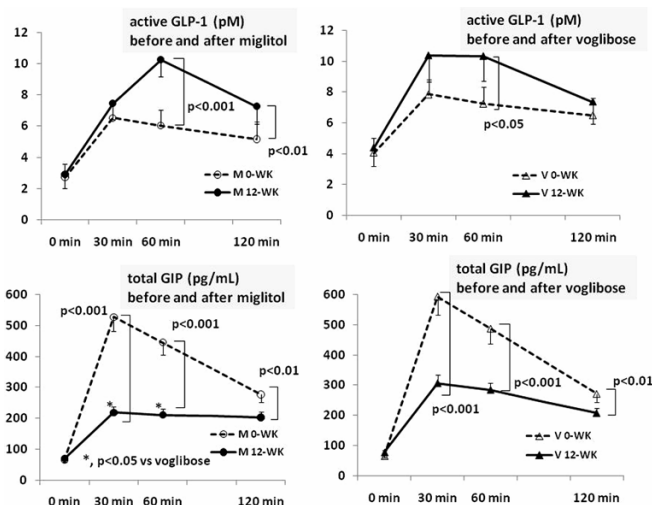 active GLP-1 (pM)
before and after miglitol
12
10
8
6
4
2
0
p<0.001
p<0.01
M 0-WK
M 12-WK
0 min 30 min 60 min 120 min
active GLP-1 (pM)
before and after voglibose
12
10
8
6
4
2
0
p<0.05
V 0-WK
V 12-WK
0 min 30 min 60 min 120 min
total GIP (pg/mL)
before and after miglitol
600
500
400
300
200
100
0
p<0.001
p<0.001
p<0.01
*
*
M 0-WK
M 12-WK
*, p<0.05 vs voglibose
0 min 30 min 60 min 120 min
total GIP (pg/mL)
before and after voglibose
600
500
400
300
200
100
0
p<0.001
p<0.001
p<0.01
V 0-WK
V 12-WK
0 min 30 min 60 min 120 min